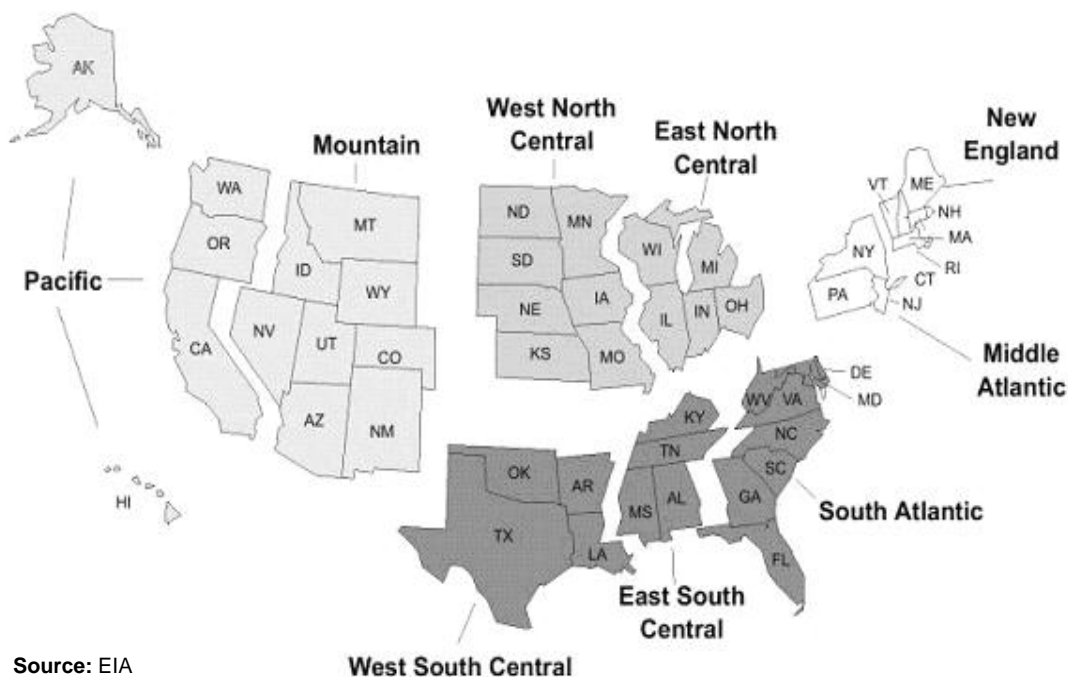 AK
West North
Central
East North
Central
New
England
Mountain
WA
MT
ND
MN
VT
ME
OR
ID
SD
WI
MI
NY
NH
MA
RI
Pacific
WY
NE
IA
PA
CT
NJ
CA
NV
UT
CO
KS
MO
IL
IN
OH
Middle
Atlantic
AZ
NM
KY
WV
VA
DE
MD
TN
NC
SC
HI
OK
AR
MS
AL
GA
South Atlantic
TX
LA
FL
East South
Central
West South Central
Source: EIA